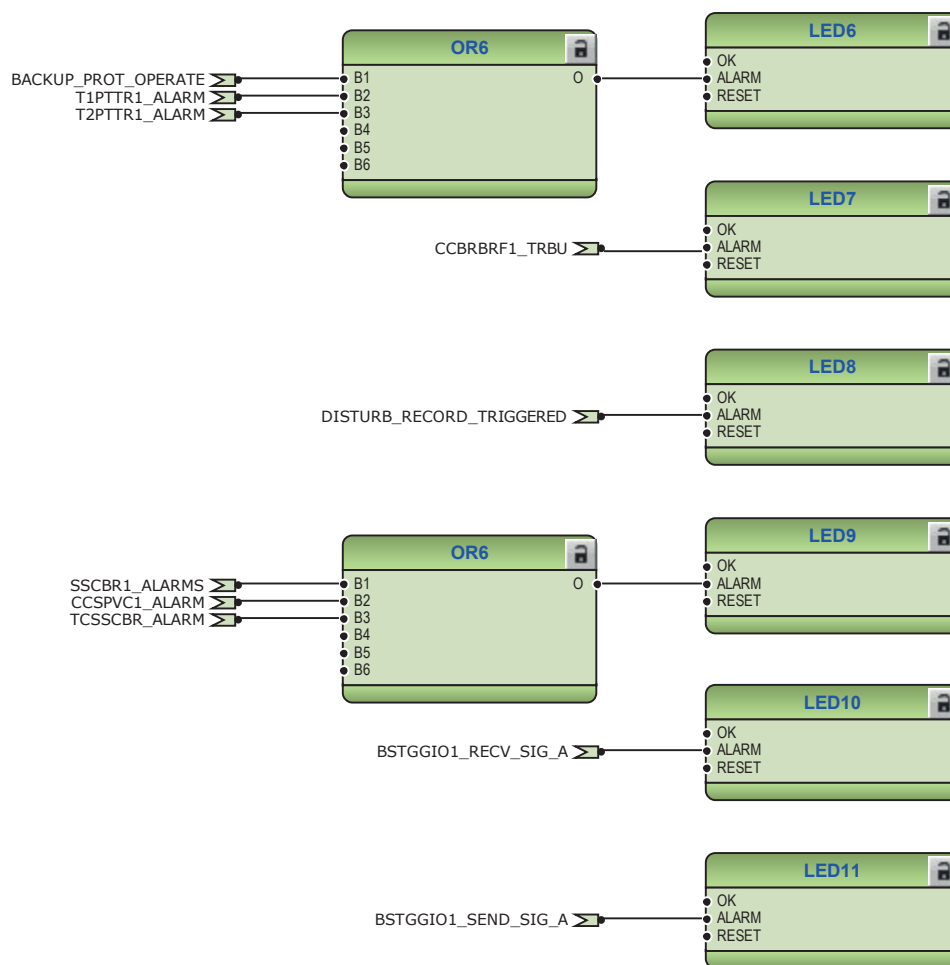 OR6
BACKUP_PROT_OPERATE
T1PTTR1_ALARM
T2PTTR1_ALARM
B1
B2
B3
B4
B5
B6
O
LED6
OK
ALARM
RESET
LED7
CCBRBRF1_TRBU
OK
ALARM
RESET
LED8
DISTURB_RECORD_TRIGGERED
OK
ALARM
RESET
OR6
SSCBR1_ALARMS
CCSPVC1_ALARM
TCSSCBR_ALARM
B1
B2
B3
B4
B5
B6
O
LED9
OK
ALARM
RESET
LED10
BSTGGIO1_RECV_SIG_A
OK
ALARM
RESET
LED11
BSTGGIO1_SEND_SIG_A
OK
ALARM
RESET